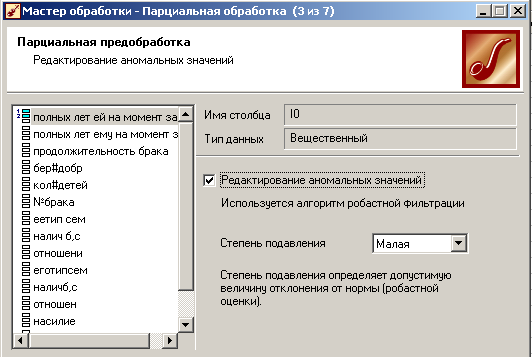 Мастер обработки - Парциальная обработка (3 из 7)
Парциальная предобработка
Редактирование аномальных значений
полных лет ей на момент за
полных лет ему на момент з
продолжительность брака
бер#добр
кол#детей
№брака
еетип сем
налич б,с
отношени
еготипсем
наличб,с
отношен
насилие
Имя столбца I0
Тип данных Вещественный
Редактирование аномальных значений
Используется алгоритм робастной фильтрации
Степень подавления Малая
Степень подавления определяет допустимую
величину отклонения от нормы (робастной
оценки).